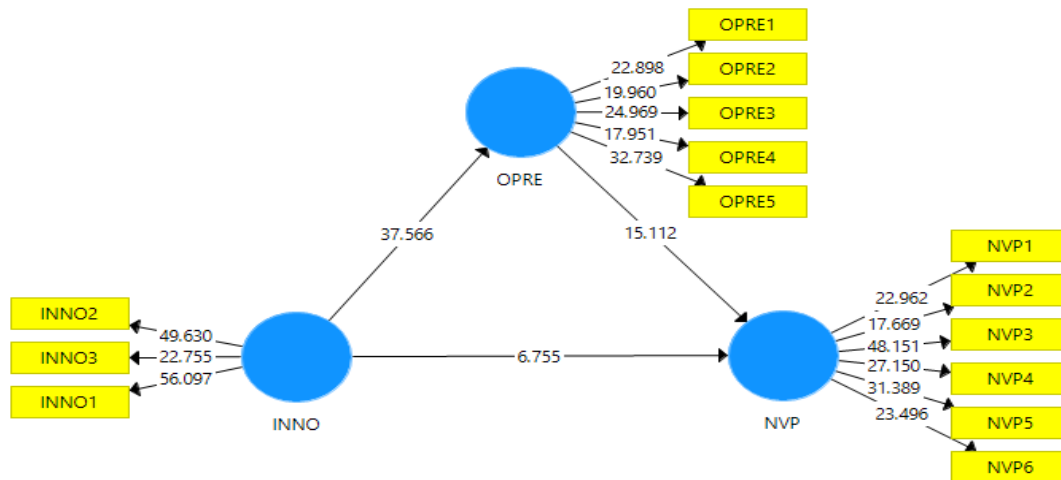 OPRE1
22.898
OPRE2
19.960
24.969
OPRE3
17.951
OPRE4
32.739
OPRE5
OPRE
37.566
15.112
NVP1
22.962
NVP2
17.669
NVP3
48.151
27.150
NVP4
31.389
NVP5
23.496
NVP6
NVP
INNO2
49.630
INNO3
22.755
INNO1
56.097
6.755
INNO